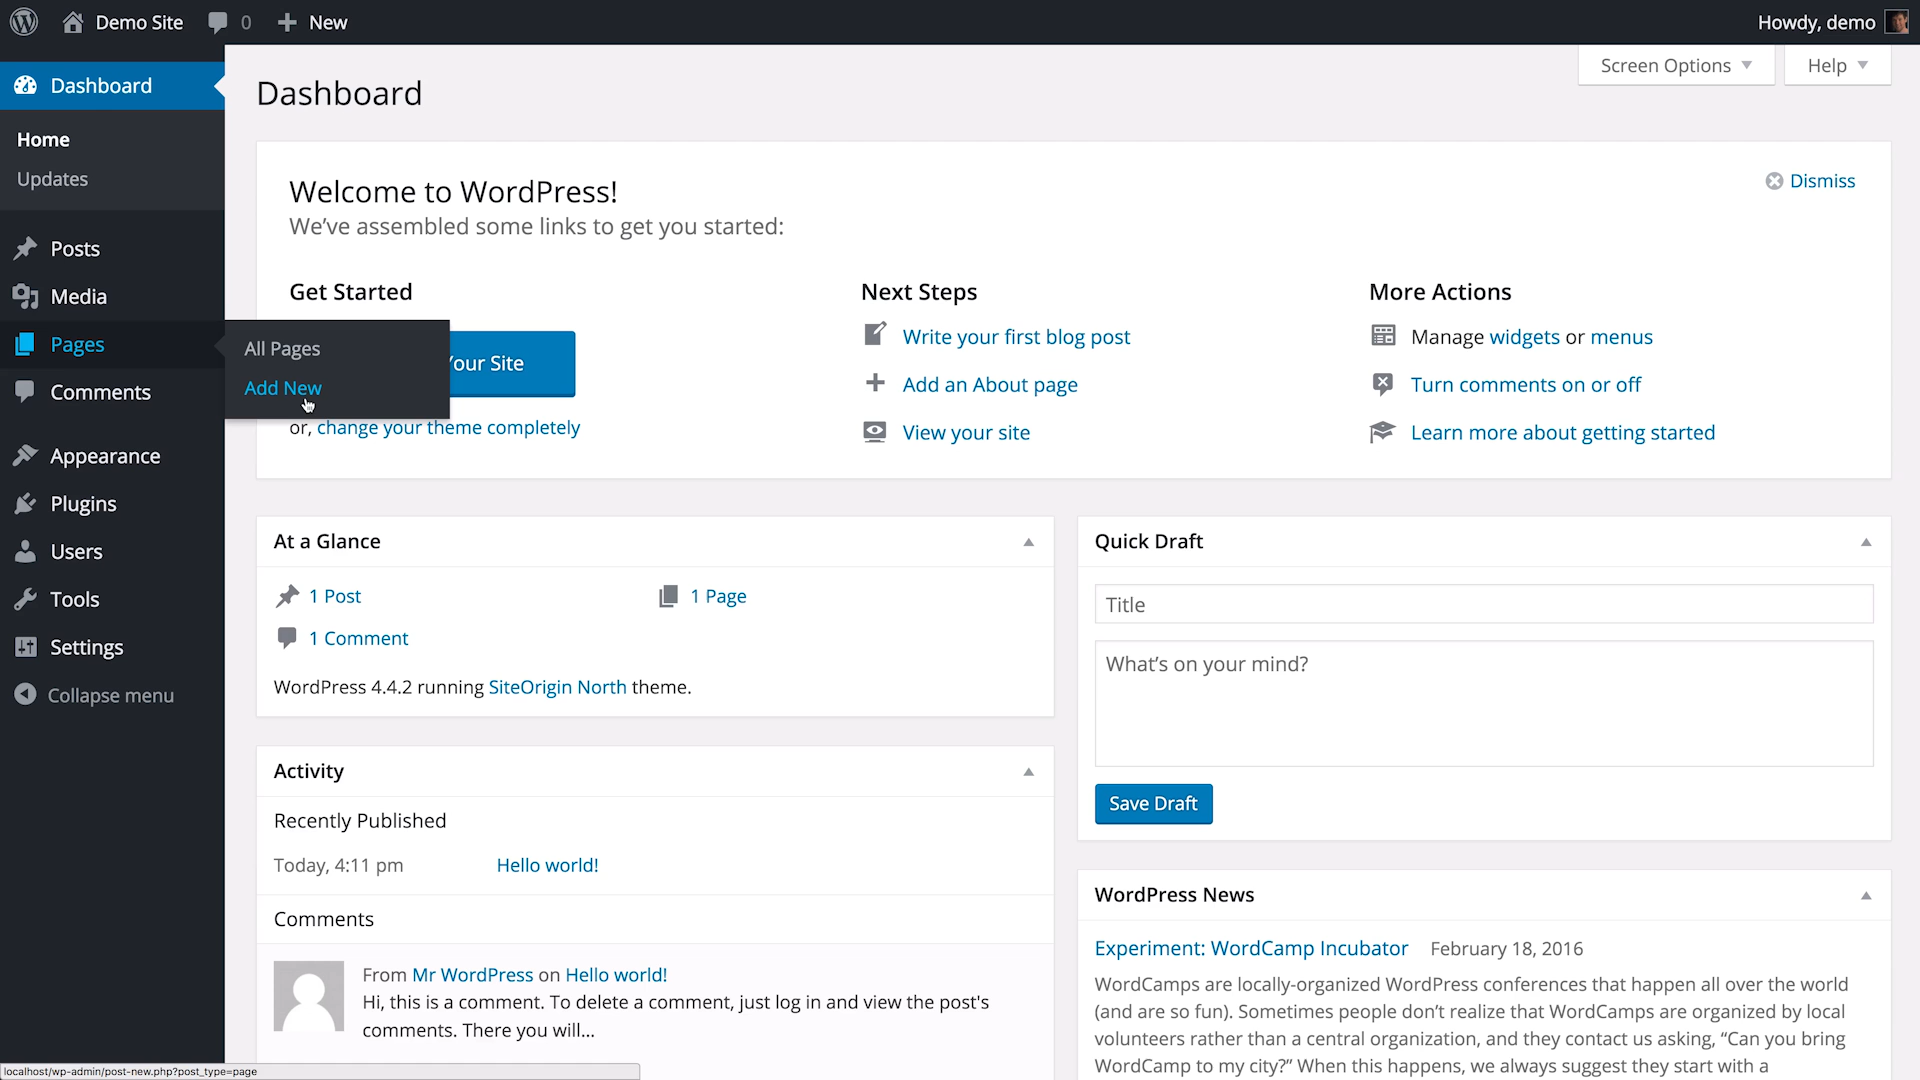 Demo Site 0 New Howdy, demo
Dashboard
Home
Updates
Posts
Media
Pages
Comments
Appearance
Plugins
Users
Tools
Settings
Collapse menu
All Pages
Add New
Screen Options Help
Dashboard
Welcome to WordPress!
We’ve assembled some links to get you started:
Dismiss
Get Started
our Site
or, change your theme completely
Next Steps
Write your first blog post
Add an About page
View your site
More Actions
Manage widgets or menus
Turn comments on or off
Learn more about getting started
At a Glance
1 Post 1 Page
1 Comment
WordPress 4.4.2 running SiteOrigin North theme.
Activity
Recently Published
Today, 4:11 pm Hello world!
Comments
From Mr WordPress on Hello world!
Hi, this is a comment. To delete a comment, just log in and view the post's
comments. There you will...
Quick Draft
Title
What’s on your mind?
Save Draft
WordPress News
Experiment: WordCamp Incubator February 18, 2016
WordCamps are locally-organized WordPress conferences that happen all over the world
(and are so fun). Sometimes people don’t realize that WordCamps are organized by local
volunteers rather than a central organization, and they contact us asking, “Can you bring
WordCamp to my city?” When this happens, we always suggest they start with a
localhost/wp-admin/post-new.php?post_type=page